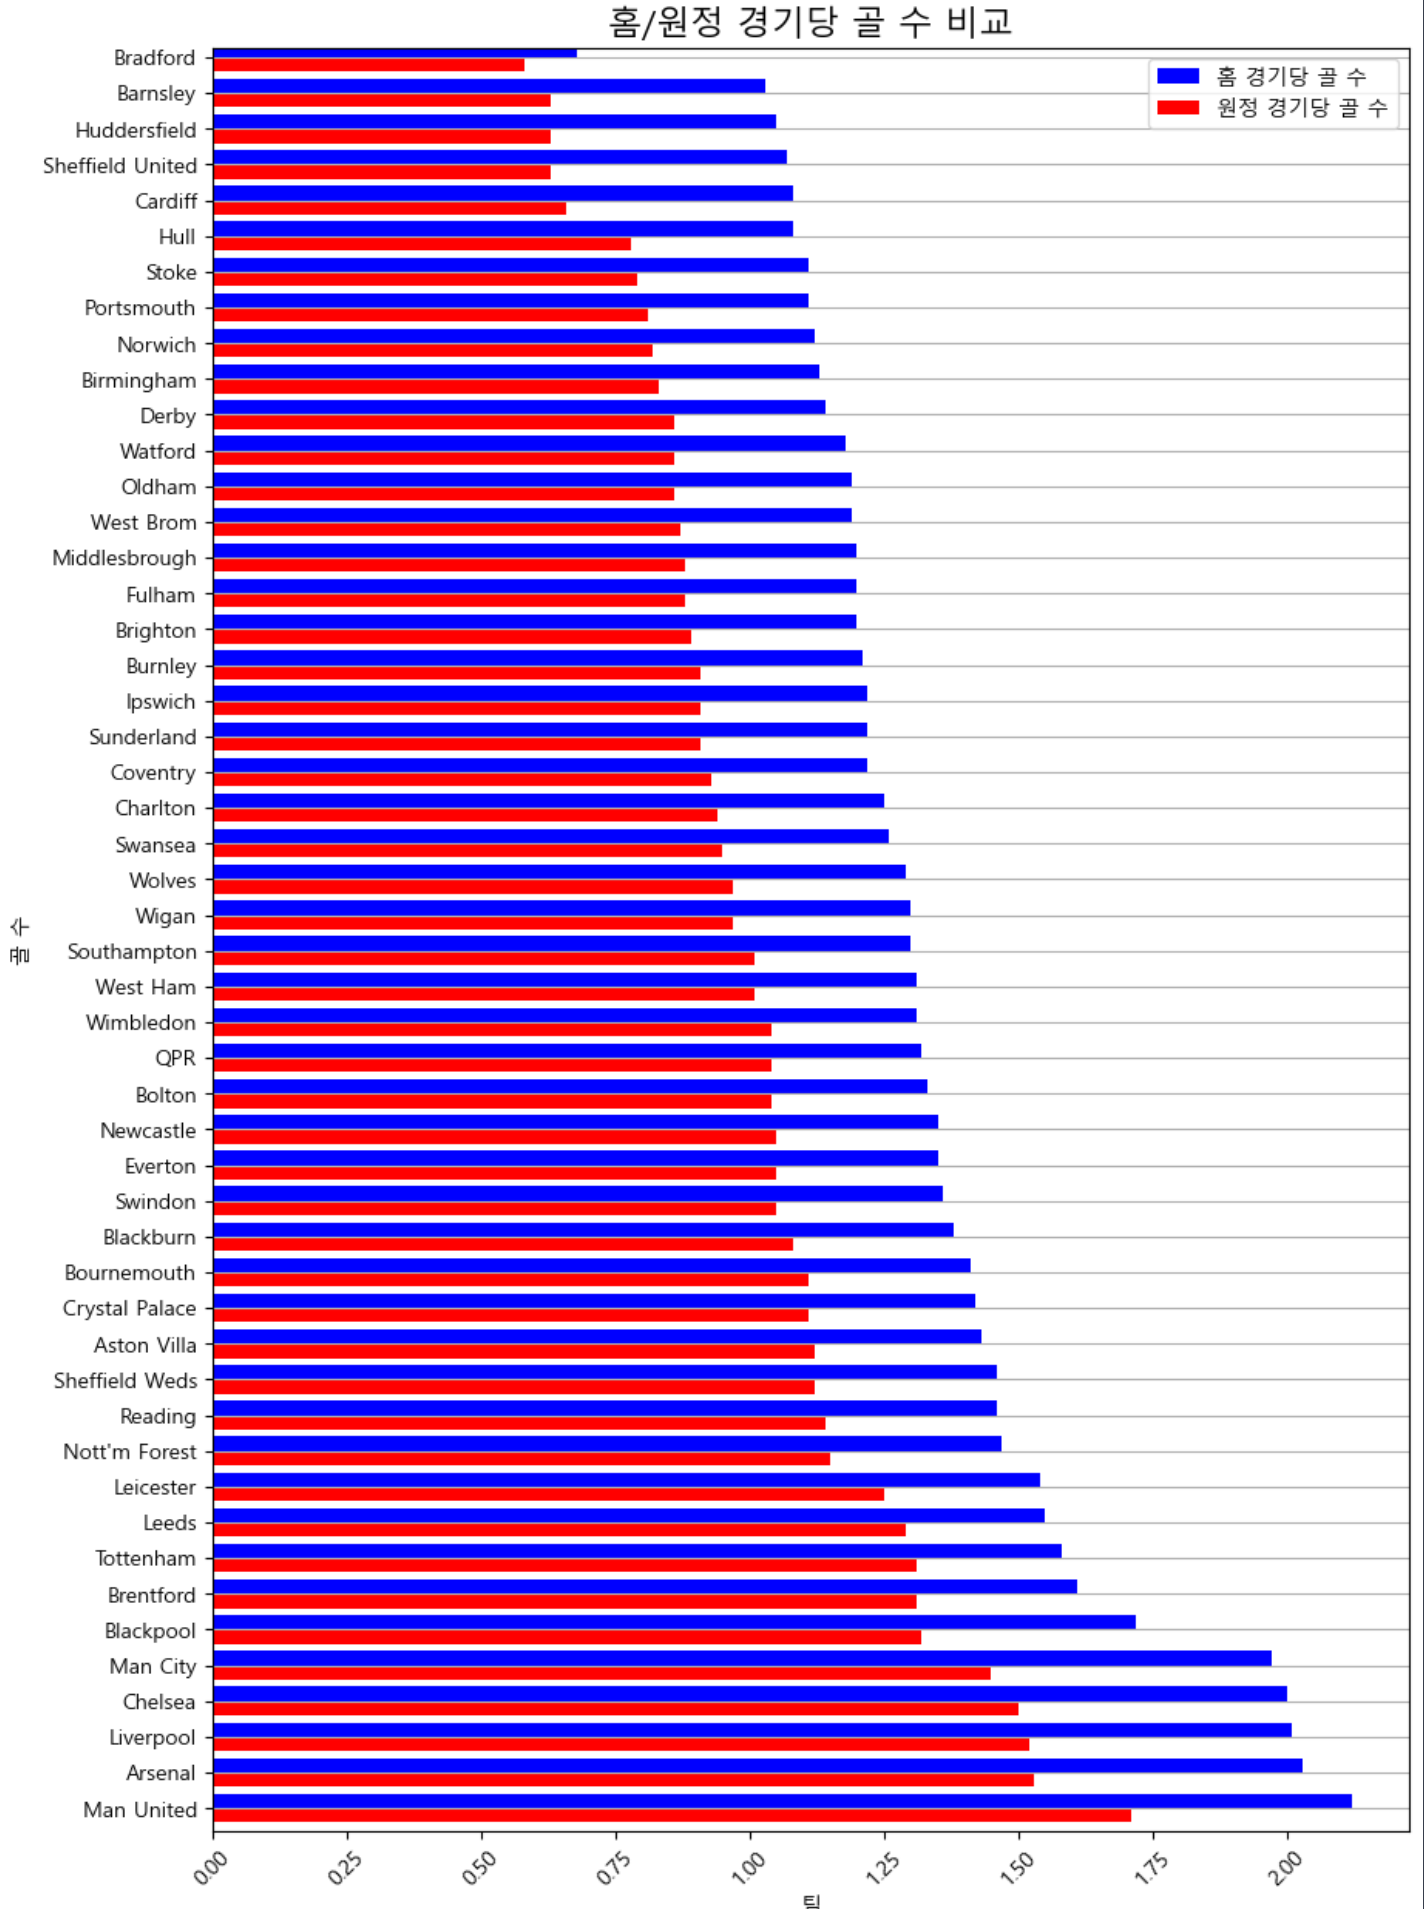 홈/원정 경기당 골 수 비교
홈 경기당 골 수
원정 경기당 골 수
Bradford
Barnsley
Huddersfield
Sheffield United
Cardiff
Hull
Stoke
Portsmouth
Norwich
Birmingham
Derby
Watford
Oldham
West Brom
Middlesbrough
Fulham
Brighton
Burnley
Ipswich
Sunderland
Coventry
Charlton
Swansea
Wolves
Wigan
Southampton
West Ham
Wimbledon
QPR
Bolton
Newcastle
Everton
Swindon
Blackburn
Bournemouth
Crystal Palace
Aston Villa
Sheffield Weds
Reading
Nott'm Forest
Leicester
Leeds
Tottenham
Brentford
Blackpool
Man City
Chelsea
Liverpool
Arsenal
Man United
골 수
0.00
0.25
0.50
0.75
1.00
1.25
1.50
1.75
2.00
팀